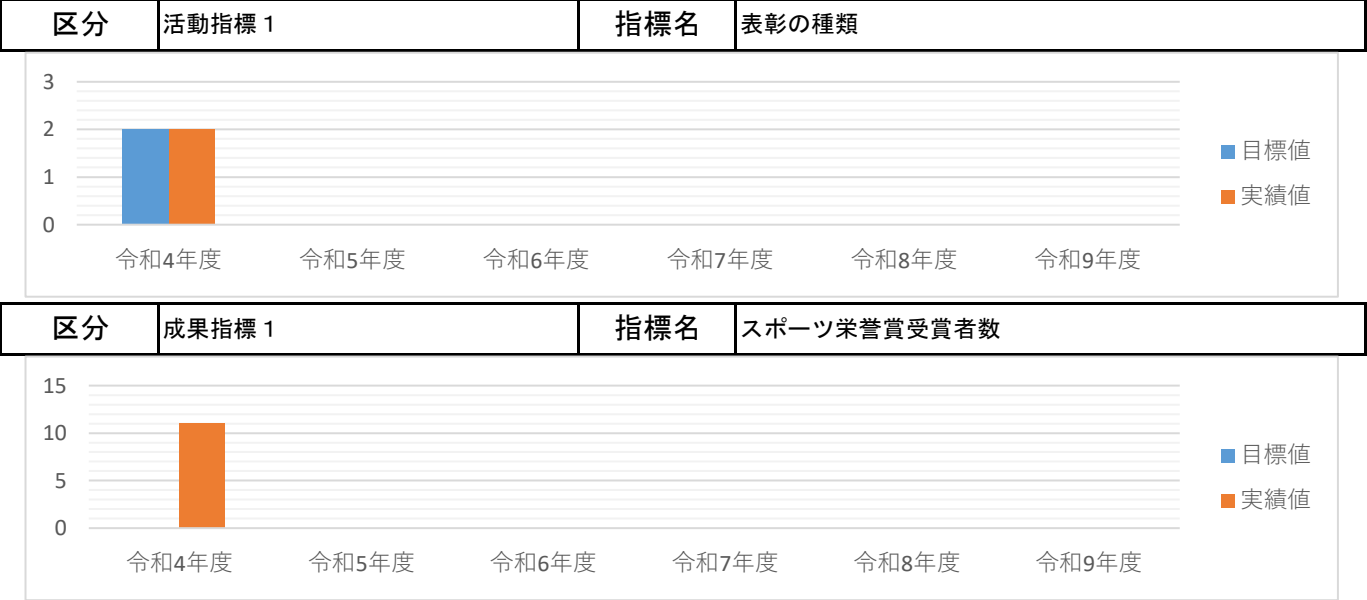 区分 活動指標１ 指標名 表彰の種類
3
2
1
0
令和4年度 令和5年度 令和6年度 令和7年度 令和8年度 令和9年度
目標値
実績値
区分 成果指標１ 指標名 スポーツ栄誉賞受賞者数
15
10
5
0
令和4年度 令和5年度 令和6年度 令和7年度 令和8年度 令和9年度
目標値
実績値